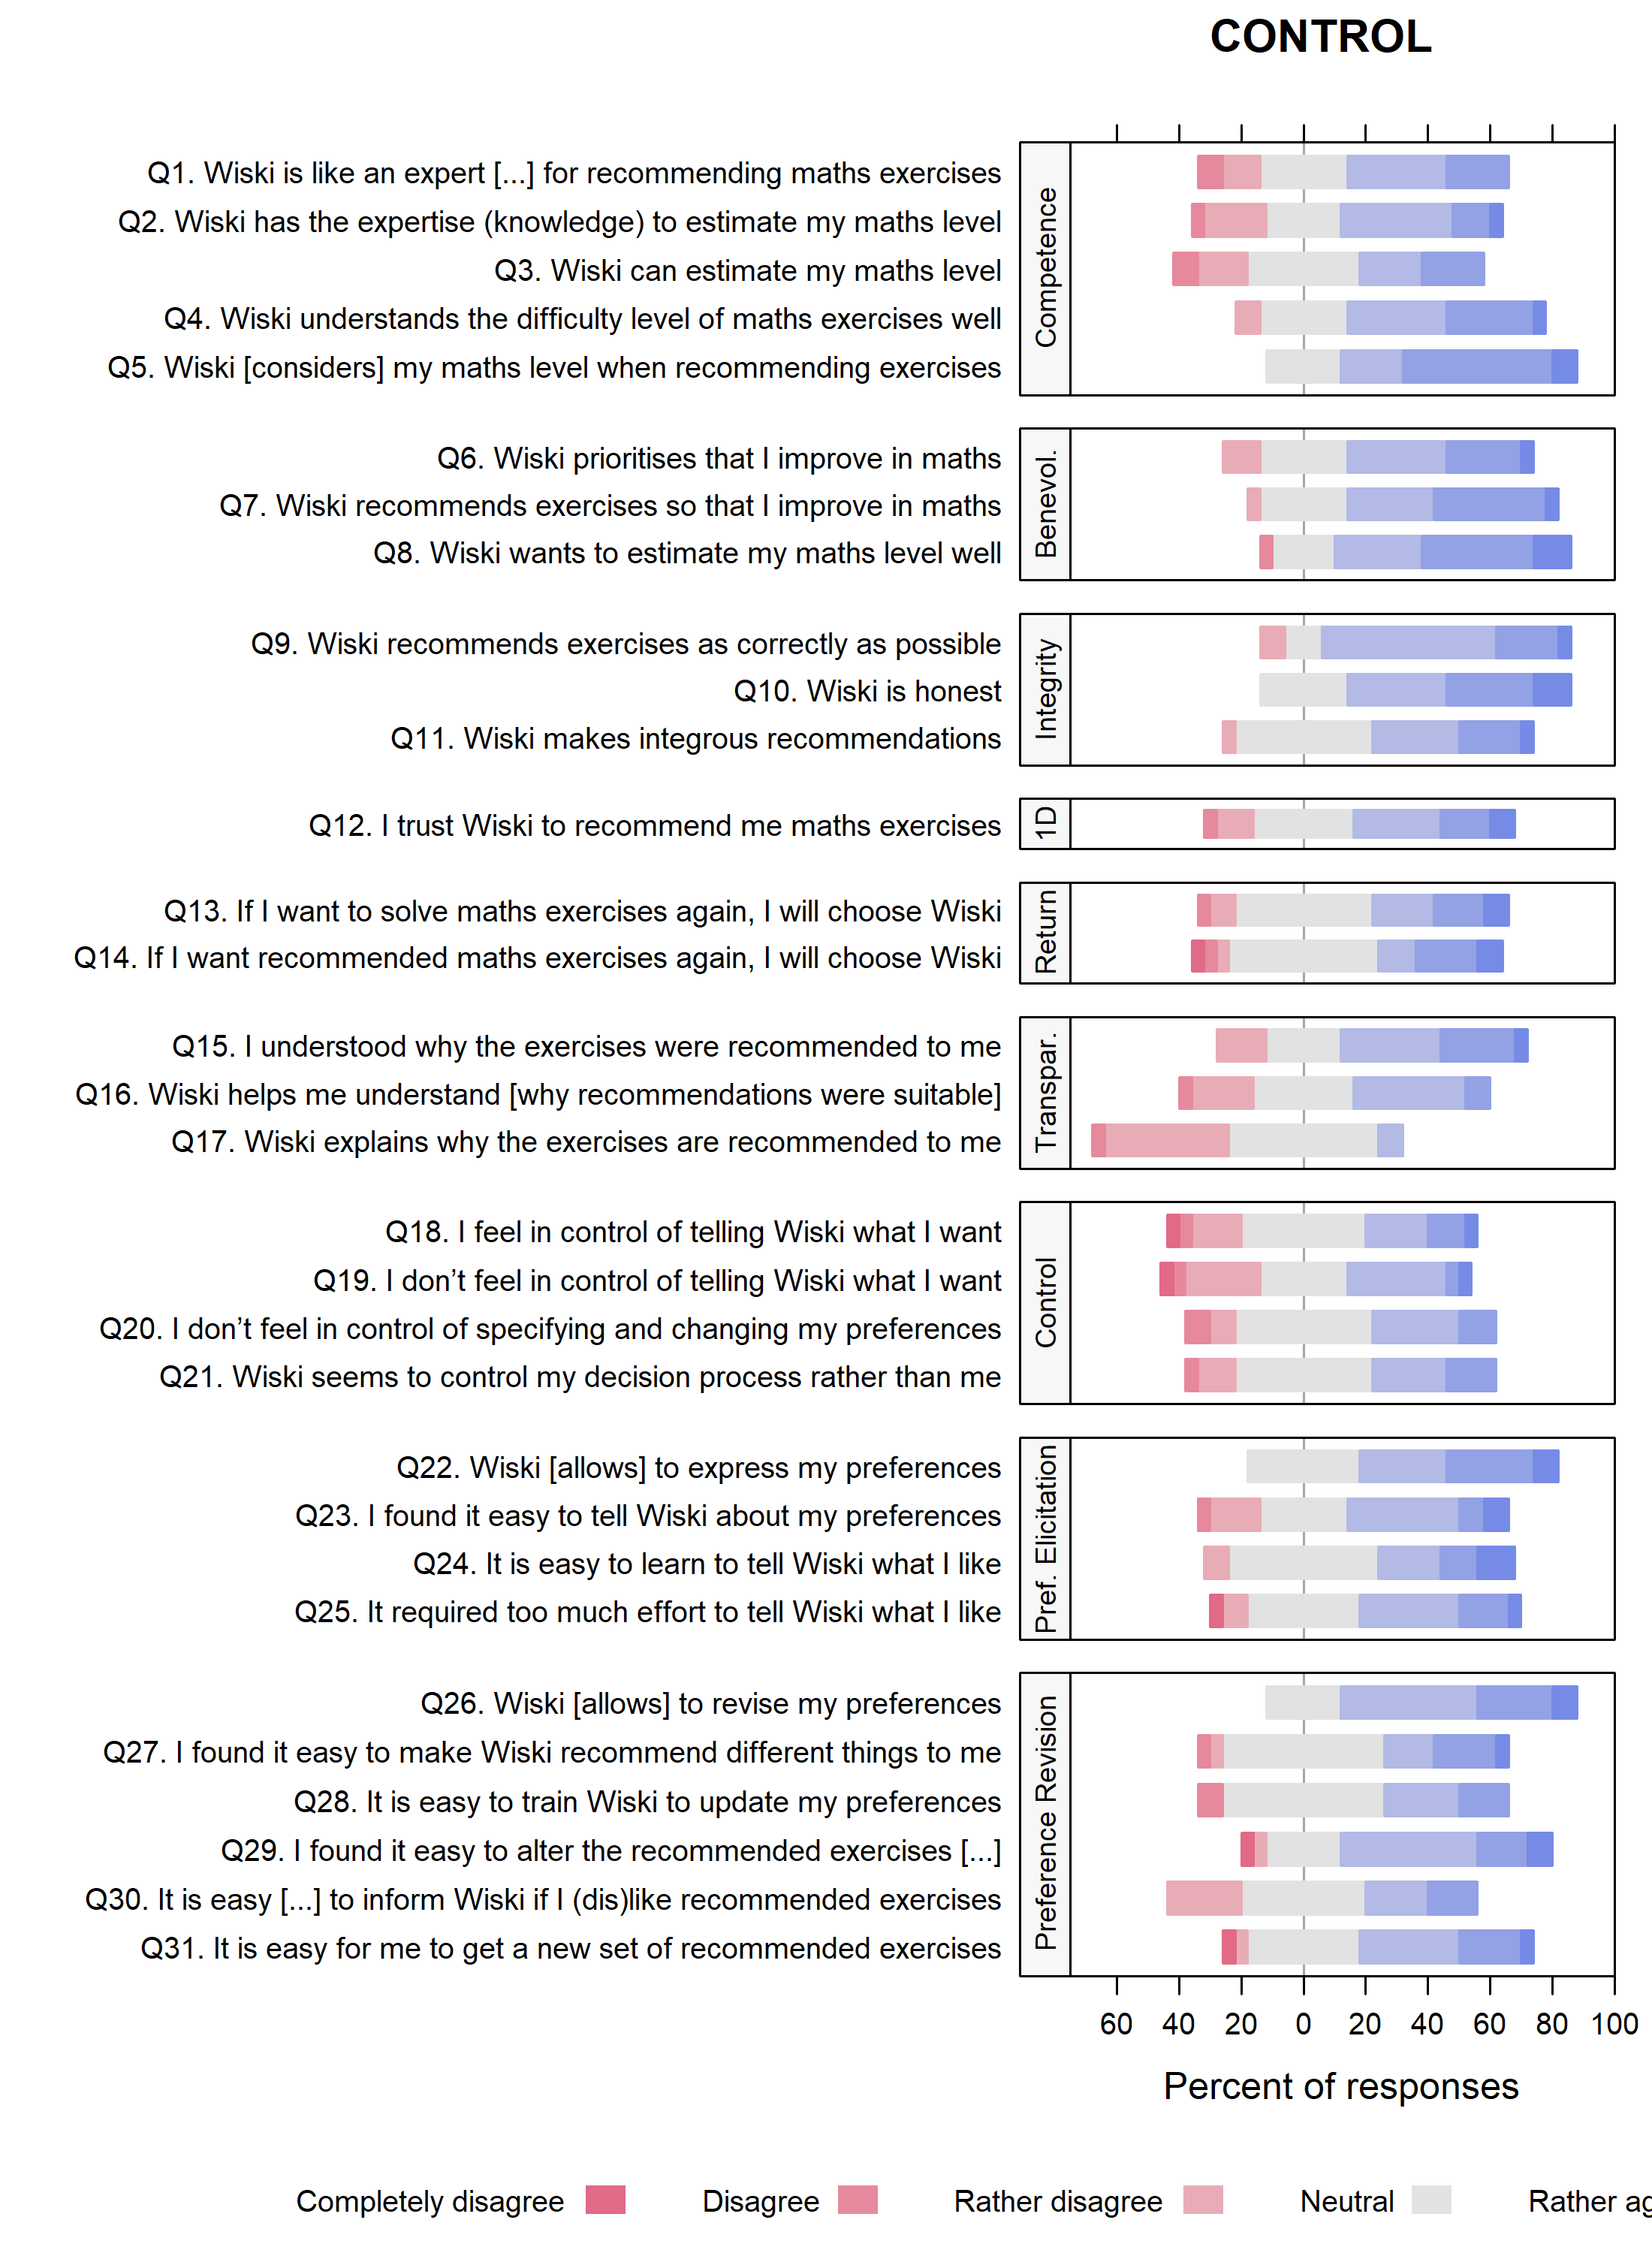 CONTROL
Q1. Wiski is like an expert [...] for recommending maths exercises
Q2. Wiski has the expertise (knowledge) to estimate my maths level
Q3. Wiski can estimate my maths level
Q4. Wiski understands the difficulty level of maths exercises well
Q5. Wiski [considers] my maths level when recommending exercises
Competence
Q6. Wiski prioritises that I improve in maths
Q7. Wiski recommends exercises so that I improve in maths
Q8. Wiski wants to estimate my maths level well
Benevol.
Q9. Wiski recommends exercises as correctly as possible
Q10. Wiski is honest
Q11. Wiski makes integrous recommendations
Integrity
Q12. I trust Wiski to recommend me maths exercises
1D
Q13. If I want to solve maths exercises again, I will choose Wiski
Q14. If I want recommended maths exercises again, I will choose Wiski
Return
Q15. I understood why the exercises were recommended to me
Q16. Wiski helps me understand [why recommendations were suitable]
Q17. Wiski explains why the exercises are recommended to me
Transpar.
Q18. I feel in control of telling Wiski what I want
Q19. I don’t feel in control of telling Wiski what I want
Q20. I don’t feel in control of specifying and changing my preferences
Q21. Wiski seems to control my decision process rather than me
Control
Q22. Wiski [allows] to express my preferences
Q23. I found it easy to tell Wiski about my preferences
Q24. It is easy to learn to tell Wiski what I like
Q25. It required too much effort to tell Wiski what I like
Pref. Elicitation
Q26. Wiski [allows] to revise my preferences
Q27. I found it easy to make Wiski recommend different things to me
Q28. It is easy to train Wiski to update my preferences
Q29. I found it easy to alter the recommended exercises [...]
Q30. It is easy [...] to inform Wiski if I (dis)like recommended exercises
Q31. It is easy for me to get a new set of recommended exercises
Preference Revision
60 40 20 0 20 40 60 80 100
Percent of responses
Completely disagree Disagree Rather disagree Neutral Rather